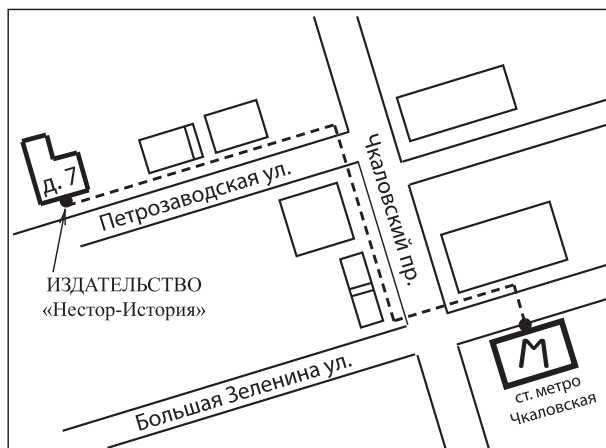 Чкаловский пр.
д. 7
Петрозаводская ул.
ИЗДАТЕЛЬСТВО
«Нестор-История»
Большая Зеленина ул.
М
ст. метро
Чкаловская